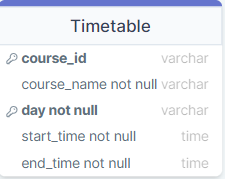 Timetable
course_id varchar
course_name not null varchar
day not null varchar
start_time not null time
end_time not null time